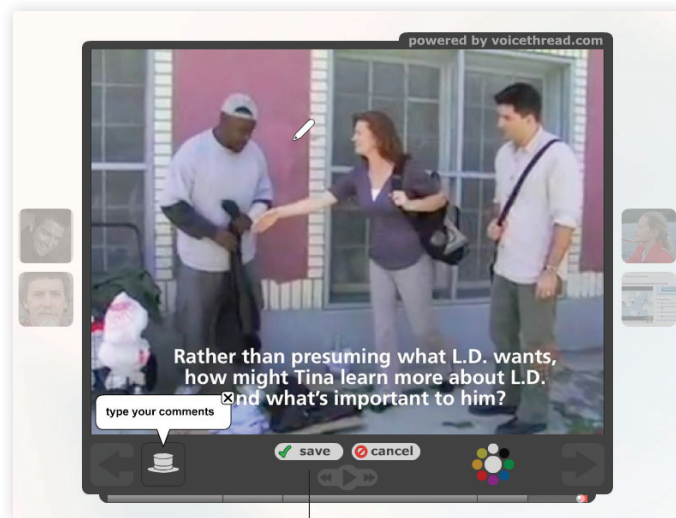 powered by voicethread.com
Rather than presuming what L.D. wants,
how might Tina learn more about L.D.
and what's important to him?
type your comments
save
cancel